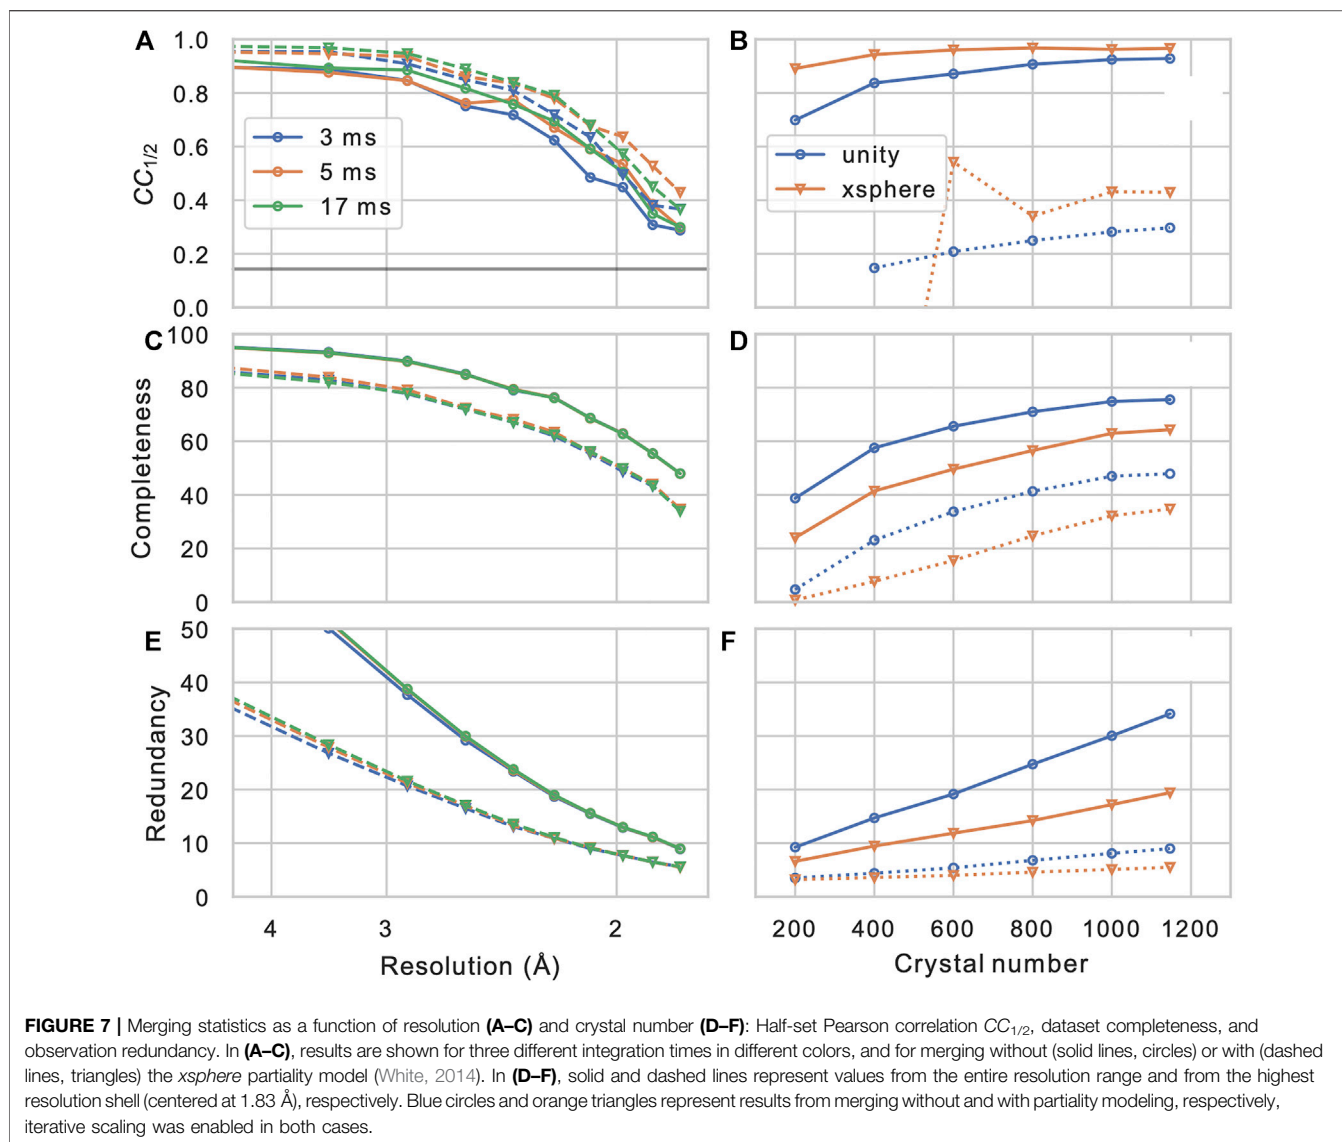 A
1.0
0.8
0.6
0.4
0.2
0.0
CC1/2
3 ms
5 ms
17 ms
B
unity
xsphere
C
100
80
60
40
20
0
Completeness
D
E
50
40
30
20
10
0
Redundancy
4
3
2
Resolution (Å)
F
200
400
600
800
1000
1200
Crystal number
FIGURE 7 | Merging statistics as a function of resolution (A–C) and crystal number (D–F): Half-set Pearson correlation CC1/2, dataset completeness, and
observation redundancy. In (A–C), results are shown for three different integration times in different colors, and for merging without (solid lines, circles) or with (dashed
lines, triangles) the xsphere partiality model (White, 2014). In (D–F), solid and dashed lines represent values from the entire resolution range and from the highest
resolution shell (centered at 1.83 Å), respectively. Blue circles and orange triangles represent results from merging without and with partiality modeling, respectively,
iterative scaling was enabled in both cases.